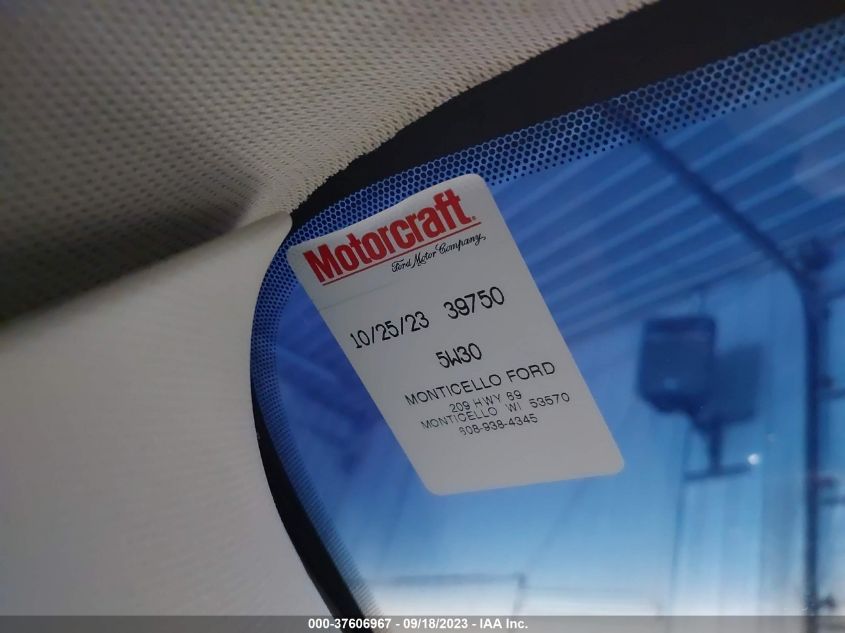 Motorcraft
Ford Motor Company,
10/25/23 39750
5W30
MONTICELLO FORD
209 HWY 69
MONTICELLO WI 53570
608-938-4345
000-37606967 - 09/18/2023 - IAA Inc.